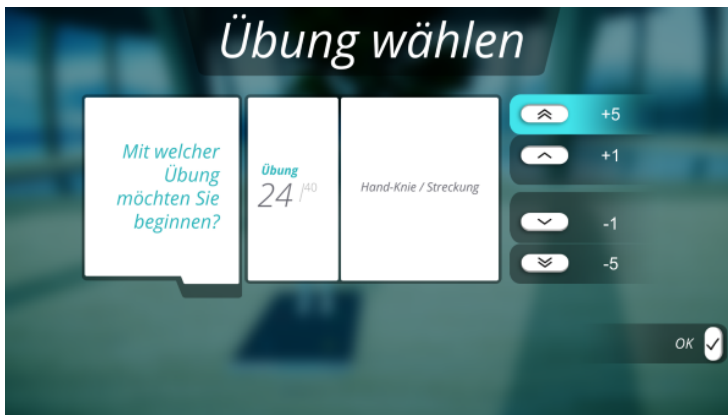 Übung wählen
Mit welcher
Übung
möchten Sie
beginnen?
Übung
24 /40
Hand-Knie / Streckung
+5
+1
-1
-5
OK